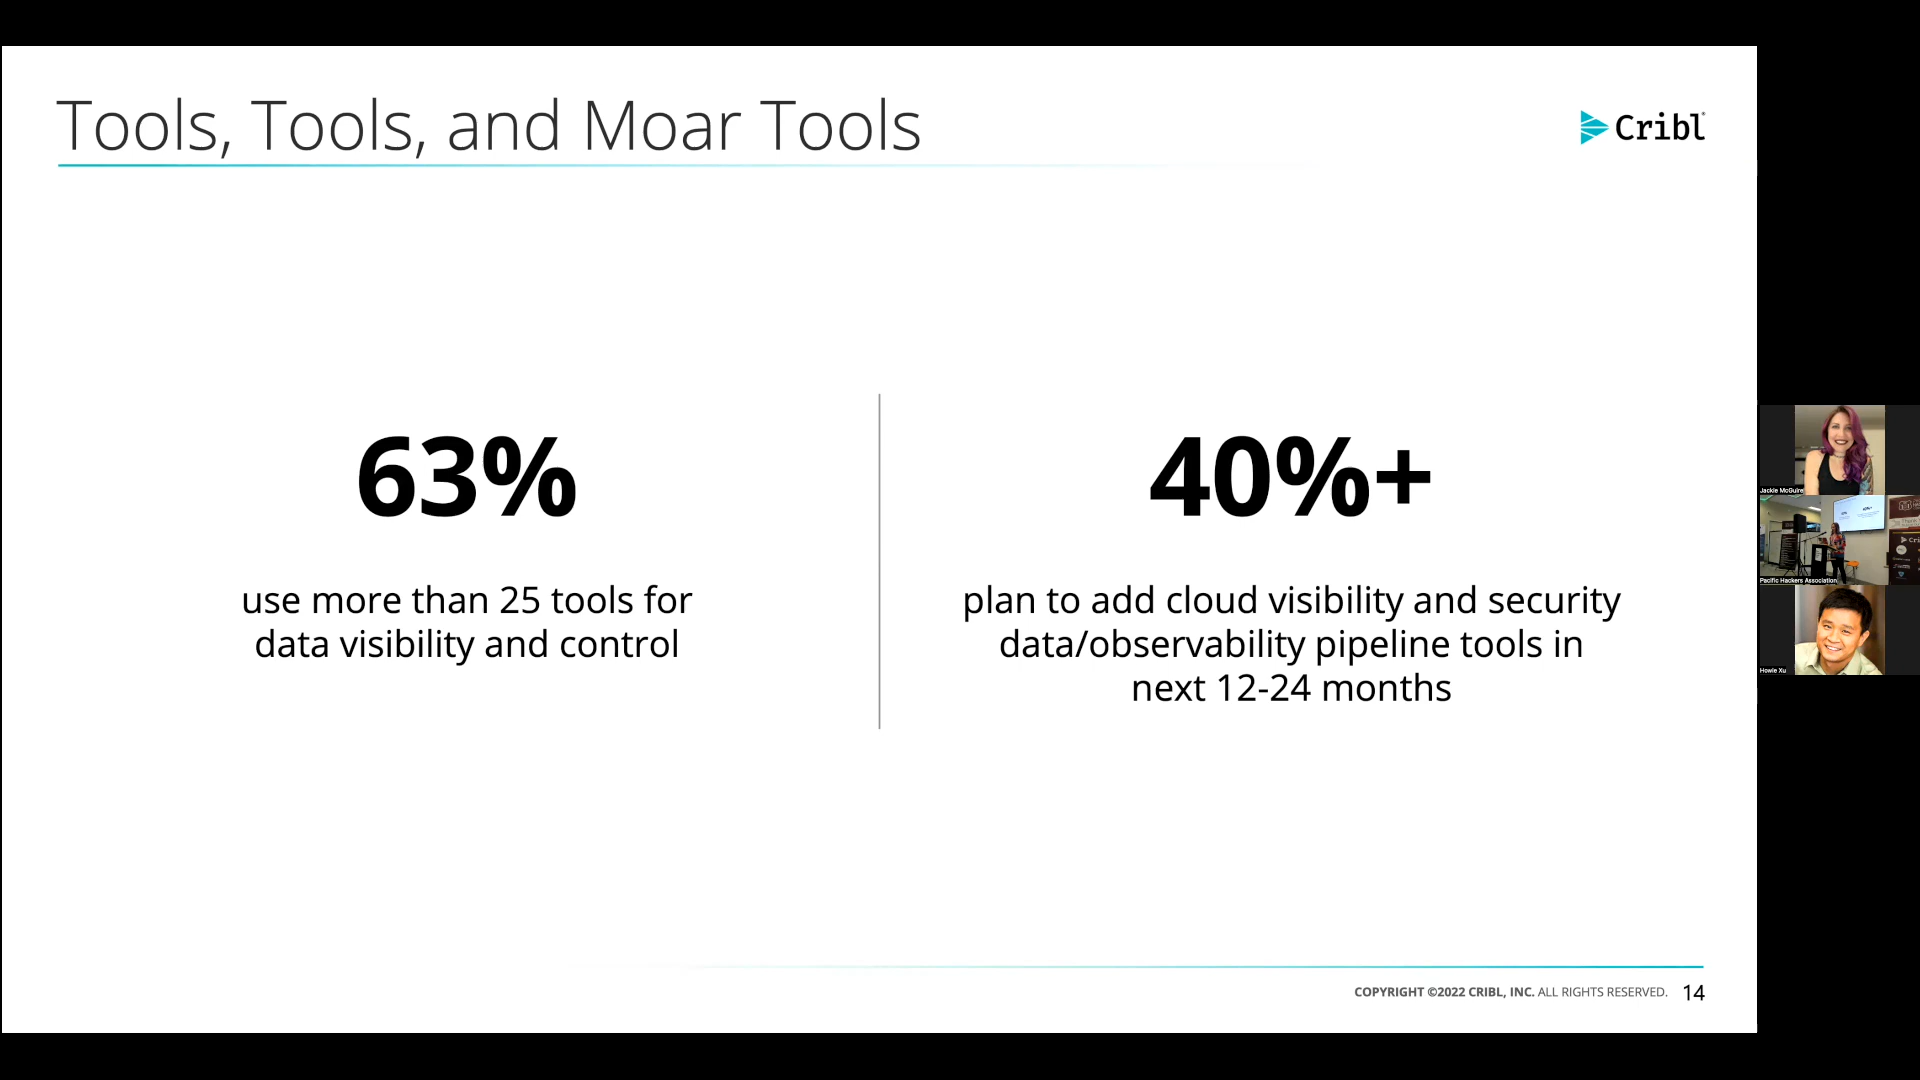 Tools, Tools, and Moar Tools
Cribl
63%
use more than 25 tools for
data visibility and control
40%+
plan to add cloud visibility and security
data/observability pipeline tools in
next 12-24 months
COPYRIGHT ©2022 CRIBL, INC. ALL RIGHTS RESERVED. 14
Jackie McGuire
Pacific Hackers Association
Howie Xu